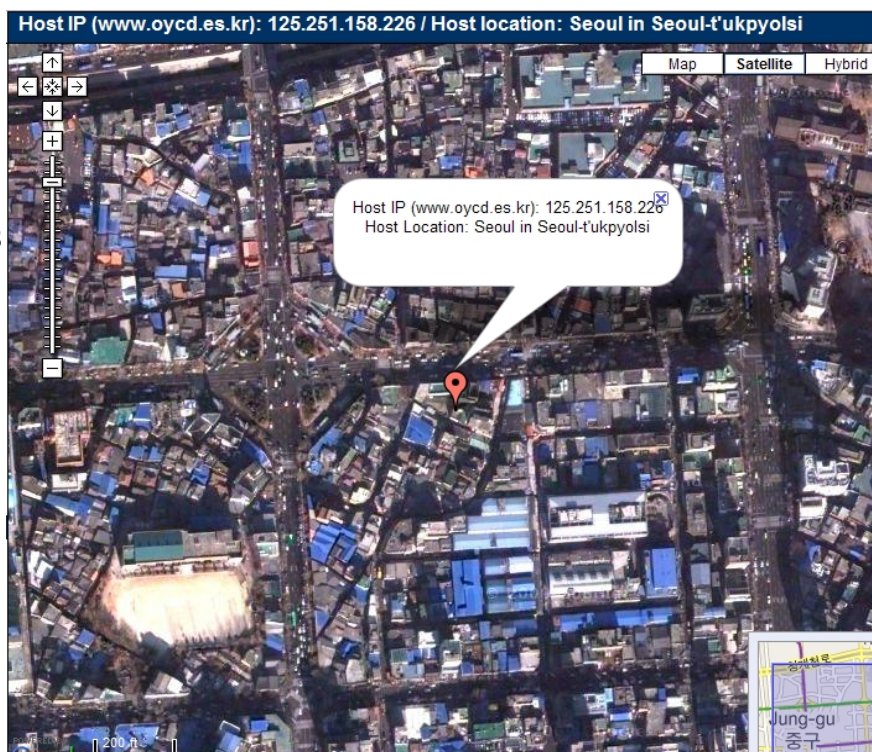 Host IP (www.oycd.es.kr): 125.251.158.226 / Host location: Seoul in Seoul-t'ukpyolsi
Map
Satellite
Hybrid
Host IP (www.oycd.es.kr): 125.251.158.226
Host Location: Seoul in Seoul-t'ukpyolsi
200 ft
Jung-gu
중구